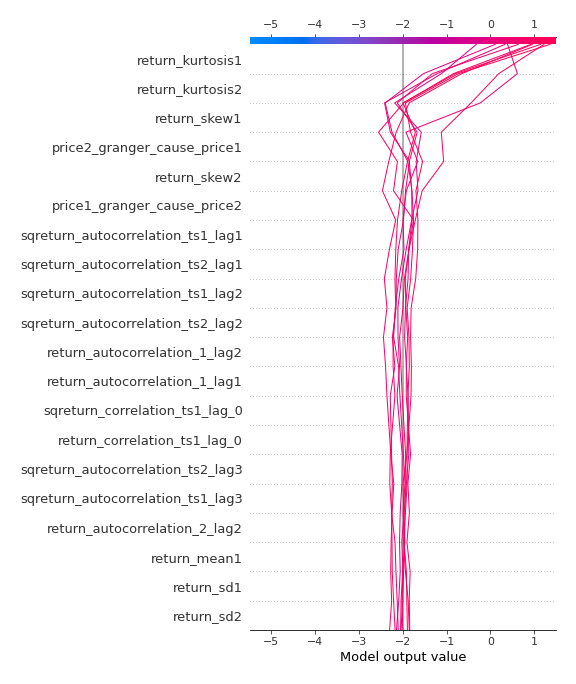 −5 −4 −3 −2 −1 0 1
return_kurtosis1
return_kurtosis2
return_skew1
price2_granger_cause_price1
return_skew2
price1_granger_cause_price2
sqreturn_autocorrelation_ts1_lag1
sqreturn_autocorrelation_ts2_lag1
sqreturn_autocorrelation_ts1_lag2
sqreturn_autocorrelation_ts2_lag2
return_autocorrelation_1_lag2
return_autocorrelation_1_lag1
sqreturn_correlation_ts1_lag_0
return_correlation_ts1_lag_0
sqreturn_autocorrelation_ts2_lag3
sqreturn_autocorrelation_ts1_lag3
return_autocorrelation_2_lag2
return_mean1
return_sd1
return_sd2
−5 −4 −3 −2 −1 0 1
Model output value